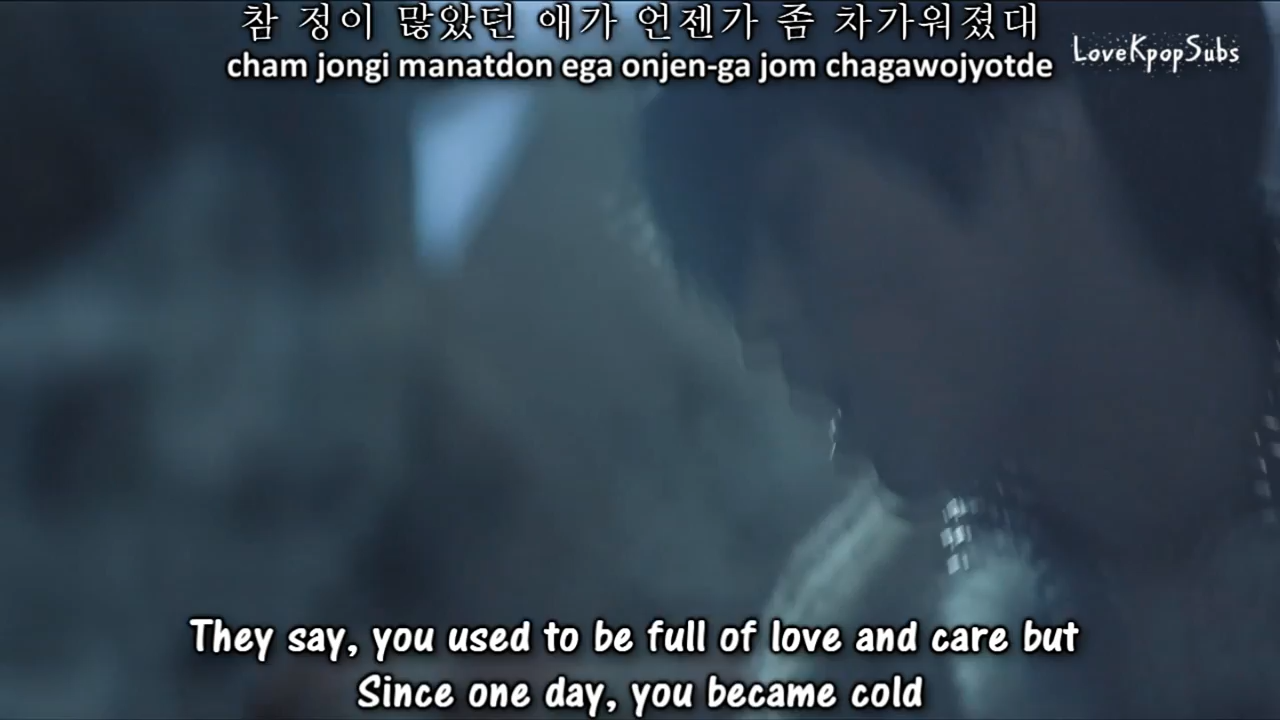 참 정이 많았던 애가 언젠가 좀 차가워졌대
cham jongi manatdon ega onjen-ga jom chagawojyotde
LoveKpopSubs
They say, you used to be full of love and care but
Since one day, you became cold